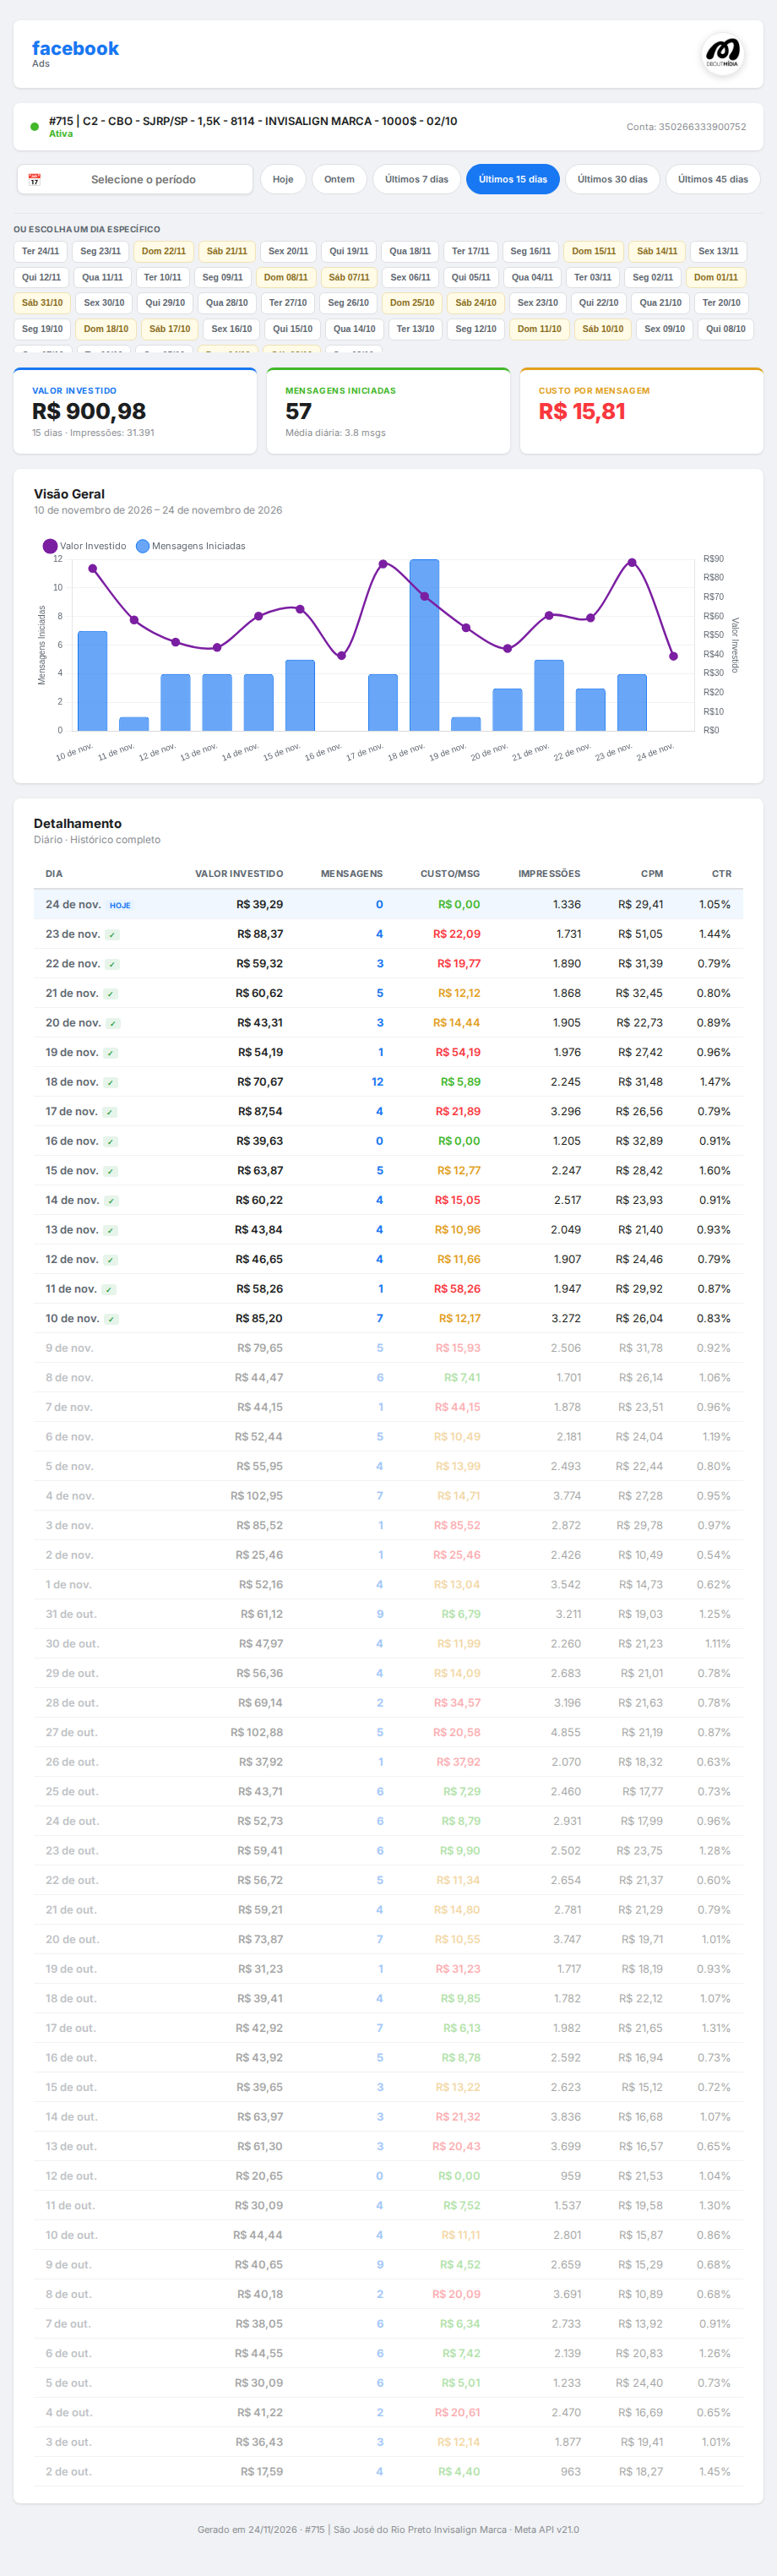 facebook
Ads
ABOUTMÍDIA
#715 | C2 - CBO - SJRP/SP - 1,5K - 8114 - INVISALIGN MARCA - 1000$ - 02/10
Ativa
Conta: 350266333900752
📅 Selecione o período
Hoje Ontem Últimos 7 dias Últimos 15 dias Últimos 30 dias Últimos 45 dias
OU ESCOLHA UM DIA ESPECÍFICO
Ter 24/11 Seg 23/11 Dom 22/11 Sáb 21/11 Sex 20/11 Qui 19/11 Qua 18/11 Ter 17/11 Seg 16/11 Dom 15/11 Sáb 14/11 Sex 13/11
Qui 12/11 Qua 11/11 Ter 10/11 Seg 09/11 Dom 08/11 Sáb 07/11 Sex 06/11 Qui 05/11 Qua 04/11 Ter 03/11 Seg 02/11 Dom 01/11
Sáb 31/10 Sex 30/10 Qui 29/10 Qua 28/10 Ter 27/10 Seg 26/10 Dom 25/10 Sáb 24/10 Sex 23/10 Qui 22/10 Qua 21/10 Ter 20/10
Seg 19/10 Dom 18/10 Sáb 17/10 Sex 16/10 Qui 15/10 Qua 14/10 Ter 13/10 Seg 12/10 Dom 11/10 Sáb 10/10 Sex 09/10 Qui 08/10
VALOR INVESTIDO
R$ 900,98
15 dias · Impressões: 31.391
MENSAGENS INICIADAS
57
Média diária: 3.8 msgs
CUSTO POR MENSAGEM
R$ 15,81
Visão Geral
10 de novembro de 2026 – 24 de novembro de 2026
Valor Investido Mensagens Iniciadas
Mensagens Iniciadas
12
10
8
6
4
2
0
R$90
R$80
R$70
R$60
R$50
R$40
R$30
R$20
R$10
R$0
Valor Investido
10 de nov. 11 de nov. 12 de nov. 13 de nov. 14 de nov. 15 de nov. 16 de nov. 17 de nov. 18 de nov. 19 de nov. 20 de nov. 21 de nov. 22 de nov. 23 de nov. 24 de nov.
Detalhamento
Diário · Histórico completo
DIA VALOR INVESTIDO MENSAGENS CUSTO/MSG IMPRESSÕES CPM CTR
24 de nov. HOJE R$ 39,29 0 R$ 0,00 1.336 R$ 29,41 1.05%
23 de nov. ✓ R$ 88,37 4 R$ 22,09 1.731 R$ 51,05 1.44%
22 de nov. ✓ R$ 59,32 3 R$ 19,77 1.890 R$ 31,39 0.79%
21 de nov. ✓ R$ 60,62 5 R$ 12,12 1.868 R$ 32,45 0.80%
20 de nov. ✓ R$ 43,31 3 R$ 14,44 1.905 R$ 22,73 0.89%
19 de nov. ✓ R$ 54,19 1 R$ 54,19 1.976 R$ 27,42 0.96%
18 de nov. ✓ R$ 70,67 12 R$ 5,89 2.245 R$ 31,48 1.47%
17 de nov. ✓ R$ 87,54 4 R$ 21,89 3.296 R$ 26,56 0.79%
16 de nov. ✓ R$ 39,63 0 R$ 0,00 1.205 R$ 32,89 0.91%
15 de nov. ✓ R$ 63,87 5 R$ 12,77 2.247 R$ 28,42 1.60%
14 de nov. ✓ R$ 60,22 4 R$ 15,05 2.517 R$ 23,93 0.91%
13 de nov. ✓ R$ 43,84 4 R$ 10,96 2.049 R$ 21,40 0.93%
12 de nov. ✓ R$ 46,65 4 R$ 11,66 1.907 R$ 24,46 0.79%
11 de nov. ✓ R$ 58,26 1 R$ 58,26 1.947 R$ 29,92 0.87%
10 de nov. ✓ R$ 85,20 7 R$ 12,17 3.272 R$ 26,04 0.83%
9 de nov. R$ 79,65 5 R$ 15,93 2.506 R$ 31,78 0.92%
8 de nov. R$ 44,47 6 R$ 7,41 1.701 R$ 26,14 1.06%
7 de nov. R$ 44,15 1 R$ 44,15 1.878 R$ 23,51 0.96%
6 de nov. R$ 52,44 5 R$ 10,49 2.181 R$ 24,04 1.19%
5 de nov. R$ 55,95 4 R$ 13,99 2.493 R$ 22,44 0.80%
4 de nov. R$ 102,95 7 R$ 14,71 3.774 R$ 27,28 0.95%
3 de nov. R$ 85,52 1 R$ 85,52 2.872 R$ 29,78 0.97%
2 de nov. R$ 25,46 1 R$ 25,46 2.426 R$ 10,49 0.54%
1 de nov. R$ 52,16 4 R$ 13,04 3.542 R$ 14,73 0.62%
31 de out. R$ 61,12 9 R$ 6,79 3.211 R$ 19,03 1.25%
30 de out. R$ 47,97 4 R$ 11,99 2.260 R$ 21,23 1.11%
29 de out. R$ 56,36 4 R$ 14,09 2.683 R$ 21,01 0.78%
28 de out. R$ 69,14 2 R$ 34,57 3.196 R$ 21,63 0.78%
27 de out. R$ 102,88 5 R$ 20,58 4.855 R$ 21,19 0.87%
26 de out. R$ 37,92 1 R$ 37,92 2.070 R$ 18,32 0.63%
25 de out. R$ 43,71 6 R$ 7,29 2.460 R$ 17,77 0.73%
24 de out. R$ 52,73 6 R$ 8,79 2.931 R$ 17,99 0.96%
23 de out. R$ 59,41 6 R$ 9,90 2.502 R$ 23,75 1.28%
22 de out. R$ 56,72 5 R$ 11,34 2.654 R$ 21,37 0.60%
21 de out. R$ 59,21 4 R$ 14,80 2.781 R$ 21,29 0.79%
20 de out. R$ 73,87 7 R$ 10,55 3.747 R$ 19,71 1.01%
19 de out. R$ 31,23 1 R$ 31,23 1.717 R$ 18,19 0.93%
18 de out. R$ 39,41 4 R$ 9,85 1.782 R$ 22,12 1.07%
17 de out. R$ 42,92 7 R$ 6,13 1.982 R$ 21,65 1.31%
16 de out. R$ 43,92 5 R$ 8,78 2.592 R$ 16,94 0.73%
15 de out. R$ 39,65 3 R$ 13,22 2.623 R$ 15,12 0.72%
14 de out. R$ 63,97 3 R$ 21,32 3.836 R$ 16,68 1.07%
13 de out. R$ 61,30 3 R$ 20,43 3.699 R$ 16,57 0.65%
12 de out. R$ 20,65 0 R$ 0,00 959 R$ 21,53 1.04%
11 de out. R$ 30,09 4 R$ 7,52 1.537 R$ 19,58 1.30%
10 de out. R$ 44,44 4 R$ 11,11 2.801 R$ 15,87 0.86%
9 de out. R$ 40,65 9 R$ 4,52 2.659 R$ 15,29 0.68%
8 de out. R$ 40,18 2 R$ 20,09 3.691 R$ 10,89 0.68%
7 de out. R$ 38,05 6 R$ 6,34 2.733 R$ 13,92 0.91%
6 de out. R$ 44,55 6 R$ 7,42 2.139 R$ 20,83 1.26%
5 de out. R$ 30,09 6 R$ 5,01 1.233 R$ 24,40 0.73%
4 de out. R$ 41,22 2 R$ 20,61 2.470 R$ 16,69 0.65%
3 de out. R$ 36,43 3 R$ 12,14 1.877 R$ 19,41 1.01%
2 de out. R$ 17,59 4 R$ 4,40 963 R$ 18,27 1.45%
Gerado em 24/11/2026 · #715 | São José do Rio Preto Invisalign Marca · Meta API v21.0